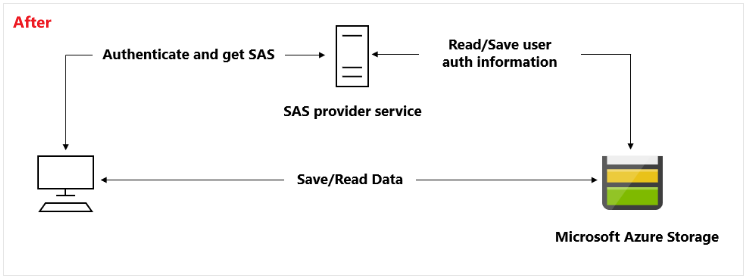 After
Authenticate and get SAS
Read/Save user
auth information
SAS provider service
Save/Read Data
Microsoft Azure Storage